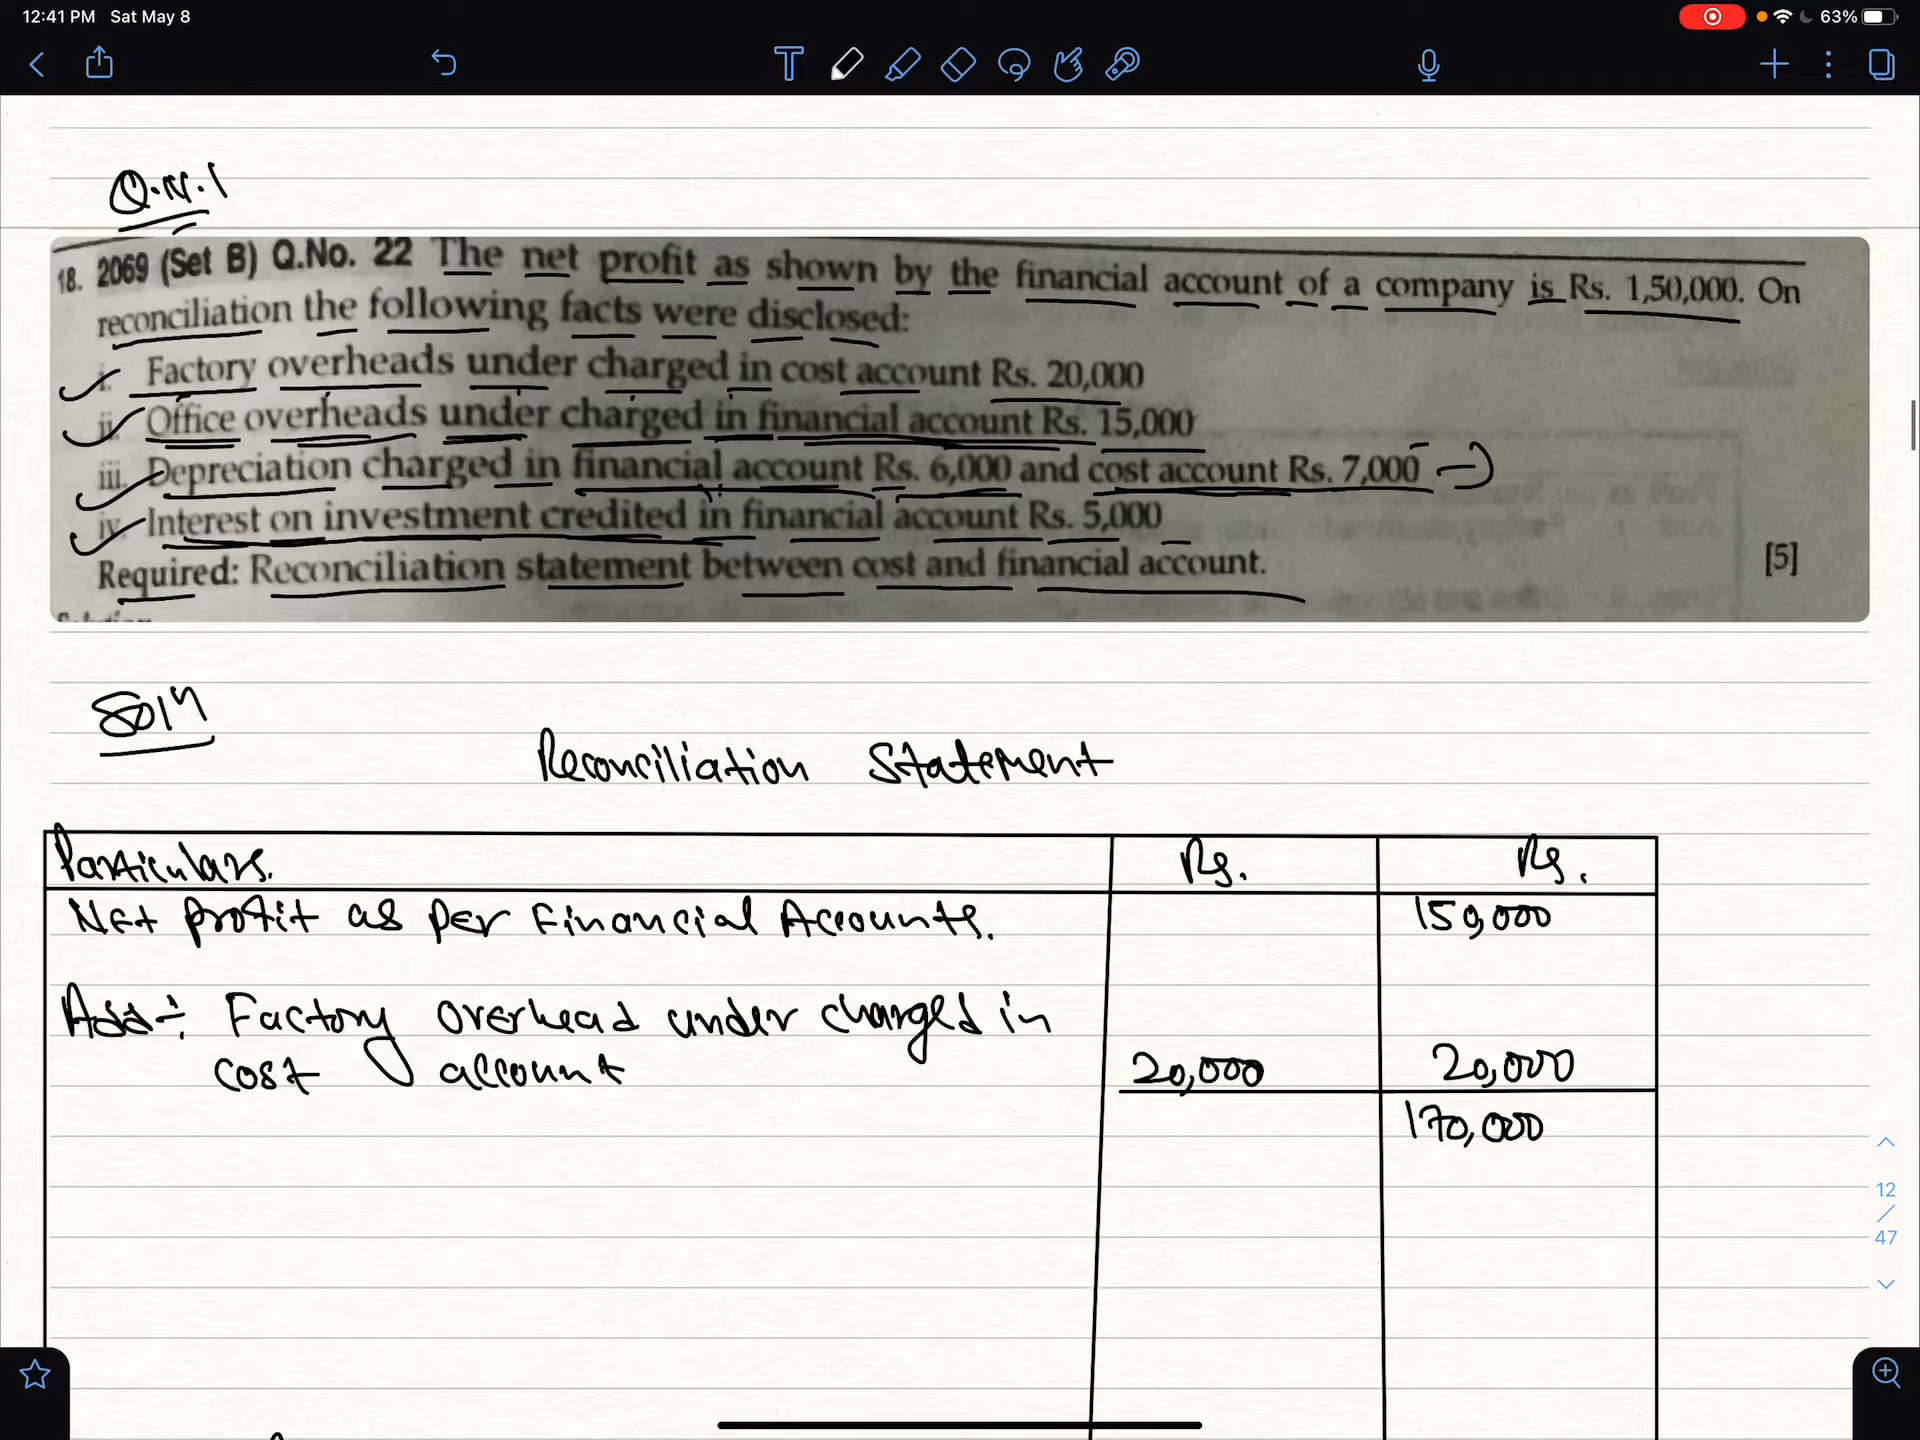 12:41 PM Sat May 8
63%
Q.N.1
18. 2069 (Set B) Q.No. 22 The net profit as shown by the financial account of a company is Rs. 1,50,000. On
reconciliation the following facts were disclosed:
i. Factory overheads under charged in cost account Rs. 20,000
ii. Office overheads under charged in financial account Rs. 15,000
iii. Depreciation charged in financial account Rs. 6,000 and cost account Rs. 7,000
iv. Interest on investment credited in financial account Rs. 5,000
Required: Reconciliation statement between cost and financial account. [5]
Soln
Reconciliation Statement
Particulars. Rs. Rs.
Net profit as per Financial Accounts. 150,000
Add÷ Factory overhead under charged in
cost account 20,000 20,000
170,000
12
/
47